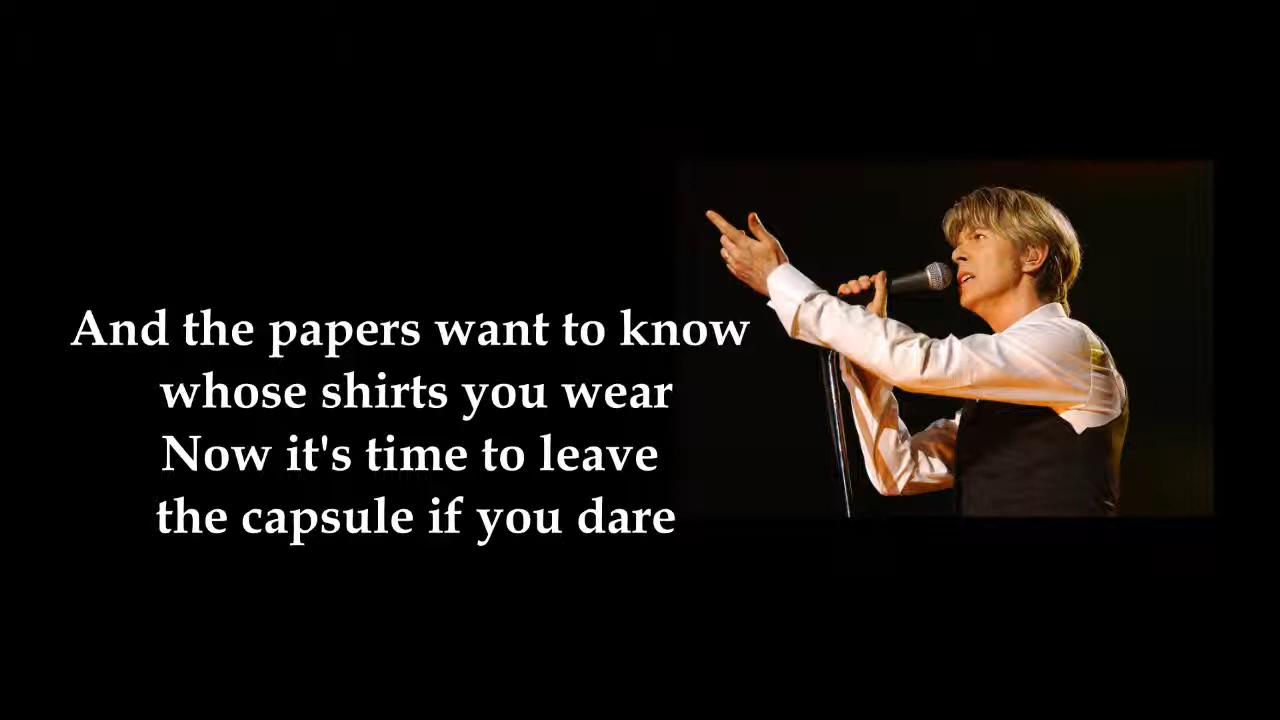 And the papers want to know
whose shirts you wear
Now it's time to leave
the capsule if you dare